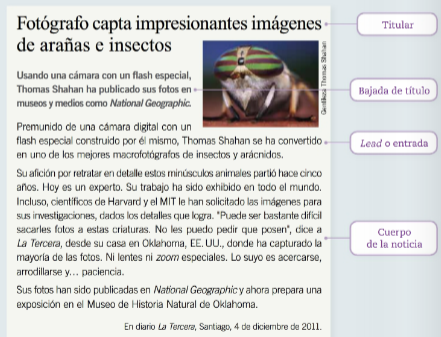 Fotógrafo capta impresionantes imágenes
de arañas e insectos
Titular
Usando una cámara con un flash especial,
Thomas Shahan ha publicado sus fotos en
museos y medios como National Geographic.
Gentileza Thomas Shahan
Bajada de título
Premunido de una cámara digital con un
flash especial construido por él mismo, Thomas Shahan se ha convertido
en uno de los mejores macrofotógrafos de insectos y arácnidos.
Lead o entrada
Su afición por retratar en detalle estos minúsculos animales partió hace cinco
años. Hoy es un experto. Su trabajo ha sido exhibido en todo el mundo.
Incluso, científicos de Harvard y el MIT le han solicitado las imágenes para
sus investigaciones, dados los detalles que logra. "Puede ser bastante difícil
sacarles fotos a estas criaturas. No les puedo pedir que posen", dice a
La Tercera, desde su casa en Oklahoma, EE. UU., donde ha capturado la
mayoría de las fotos. Ni lentes ni zoom especiales. Lo suyo es acercarse,
arrodillarse y... paciencia.
Sus fotos han sido publicadas en National Geographic y ahora prepara una
exposición en el Museo de Historia Natural de Oklahoma.
Cuerpo
de la noticia
En diario La Tercera, Santiago, 4 de diciembre de 2011.